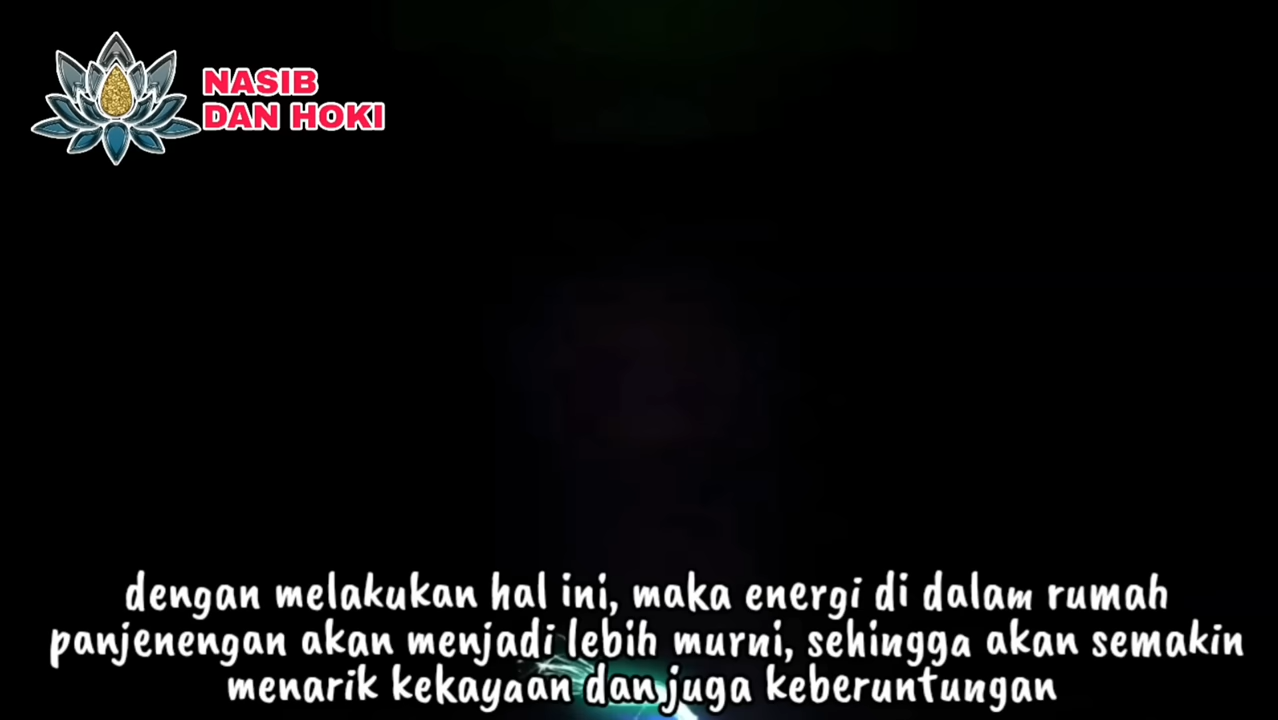 NASIB
DAN HOKI
dengan melakukan hal ini, maka energi di dalam rumah
panjenengan akan menjadi lebih murni, sehingga akan semakin
menarik kekayaan dan juga keberuntungan